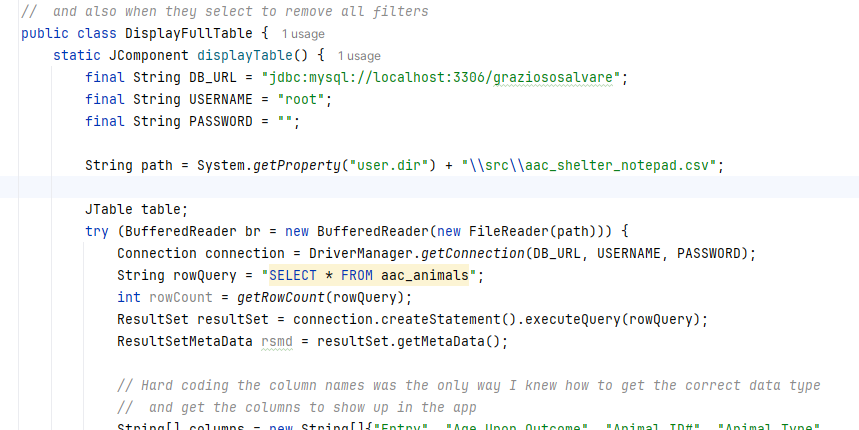 // and also when they select to remove all filters
public class DisplayFullTable { 1 usage
static JComponent displayTable() { 1 usage
final String DB_URL = "jdbc:mysql://localhost:3306/graziososalvare";
final String USERNAME = "root";
final String PASSWORD = "";
String path = System.getProperty("user.dir") + "\\src\\aac_shelter_notepad.csv";
JTable table;
try (BufferedReader br = new BufferedReader(new FileReader(path))) {
Connection connection = DriverManager.getConnection(DB_URL, USERNAME, PASSWORD);
String rowQuery = "SELECT * FROM aac_animals";
int rowCount = getRowCount(rowQuery);
ResultSet resultSet = connection.createStatement().executeQuery(rowQuery);
ResultSetMetaData rsmd = resultSet.getMetaData();
// Hard coding the column names was the only way I knew how to get the correct data type
// and get the columns to show up in the app
String[] columns = new String[]{"Entry", "Age Upon Outcome", "Animal ID#", "Animal Type"